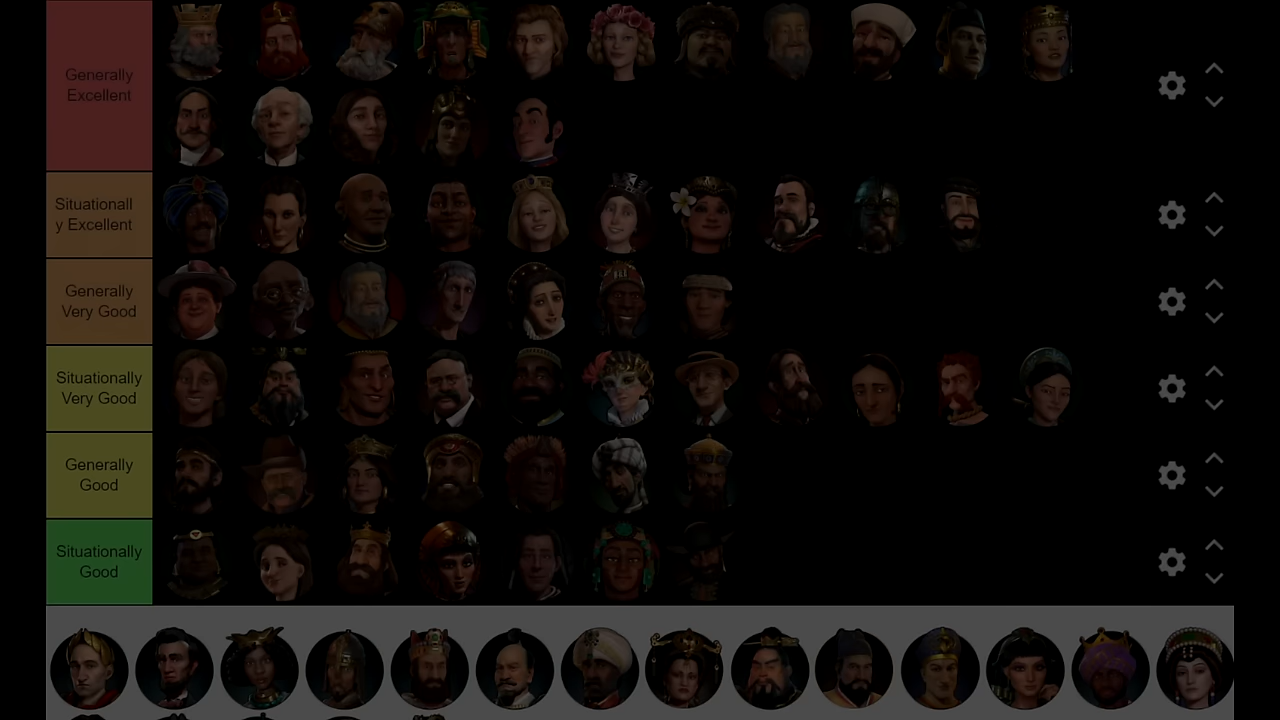 Generally
Excellent
Situationall
y Excellent
Generally
Very Good
Situationally
Very Good
Generally
Good
Situationally
Good